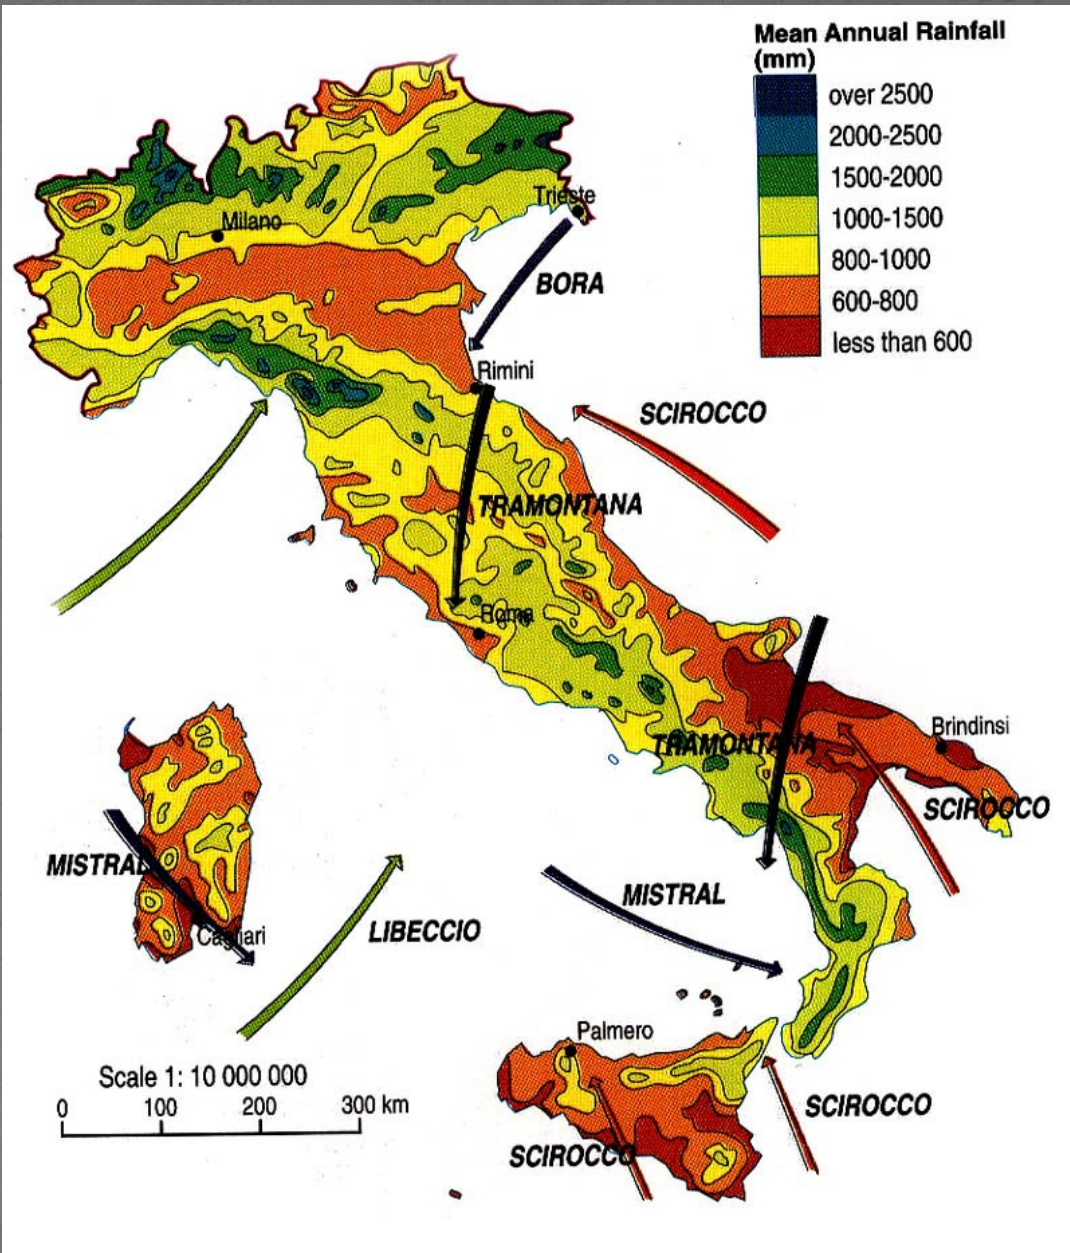 Mean Annual Rainfall
(mm)
over 2500
2000-2500
1500-2000
1000-1500
800-1000
600-800
less than 600
Trieste
Milano
BORA
Rimini
SCIROCCO
TRAMONTANA
Roma
Brindinsi
TRAMONTANA
SCIROCCO
MISTRAL
MISTRAL
LIBECCIO
Cagliari
Palmero
Scale 1: 10 000 000
0 100 200 300 km
SCIROCCO
SCIROCCO